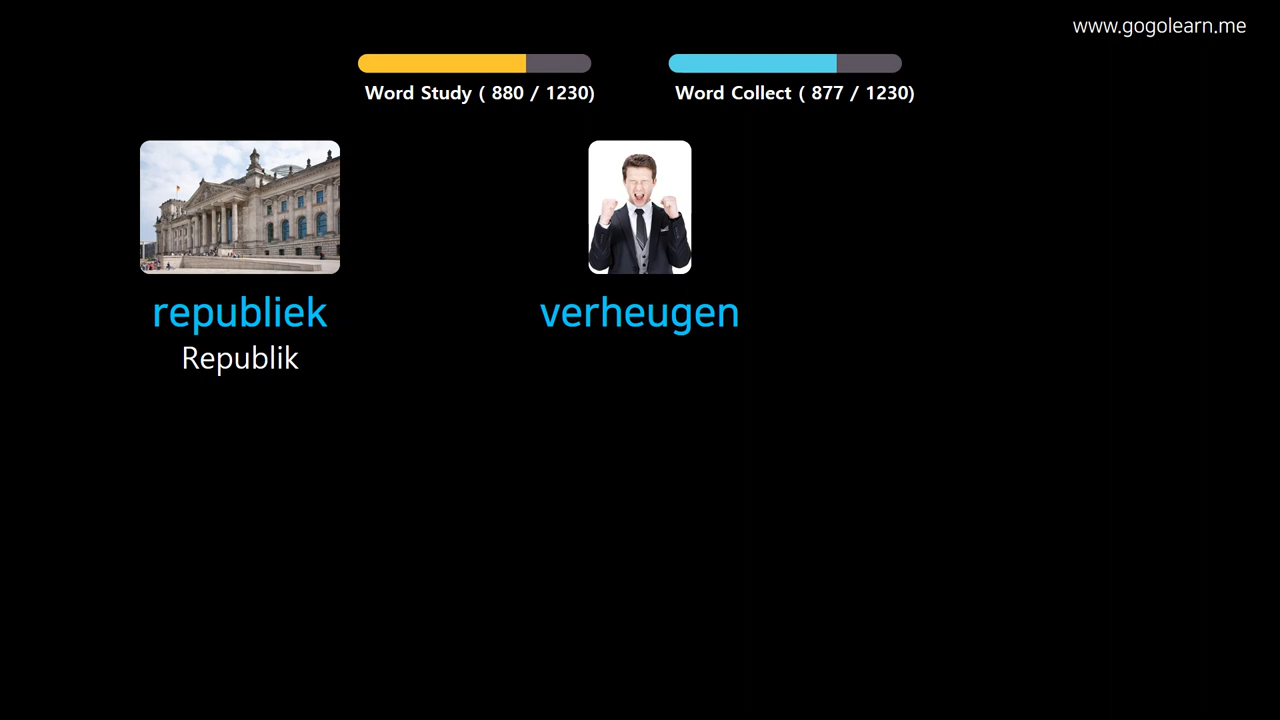 www.gogolearn.me
Word Study ( 880 / 1230)
Word Collect ( 877 / 1230)
republiek
verheugen
Republik